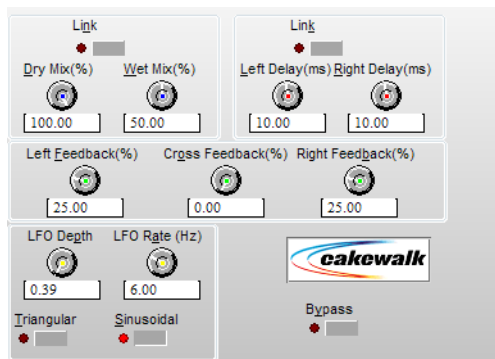 Link
Link
Dry Mix(%) Wet Mix(%)
Left Delay(ms) Right Delay(ms)
100.00 50.00
10.00 10.00
Left Feedback(%) Cross Feedback(%) Right Feedback(%)
25.00 0.00 25.00
LFO Depth LFO Rate (Hz)
0.39 6.00
cakewalk
Triangular Sinusoidal
Bypass